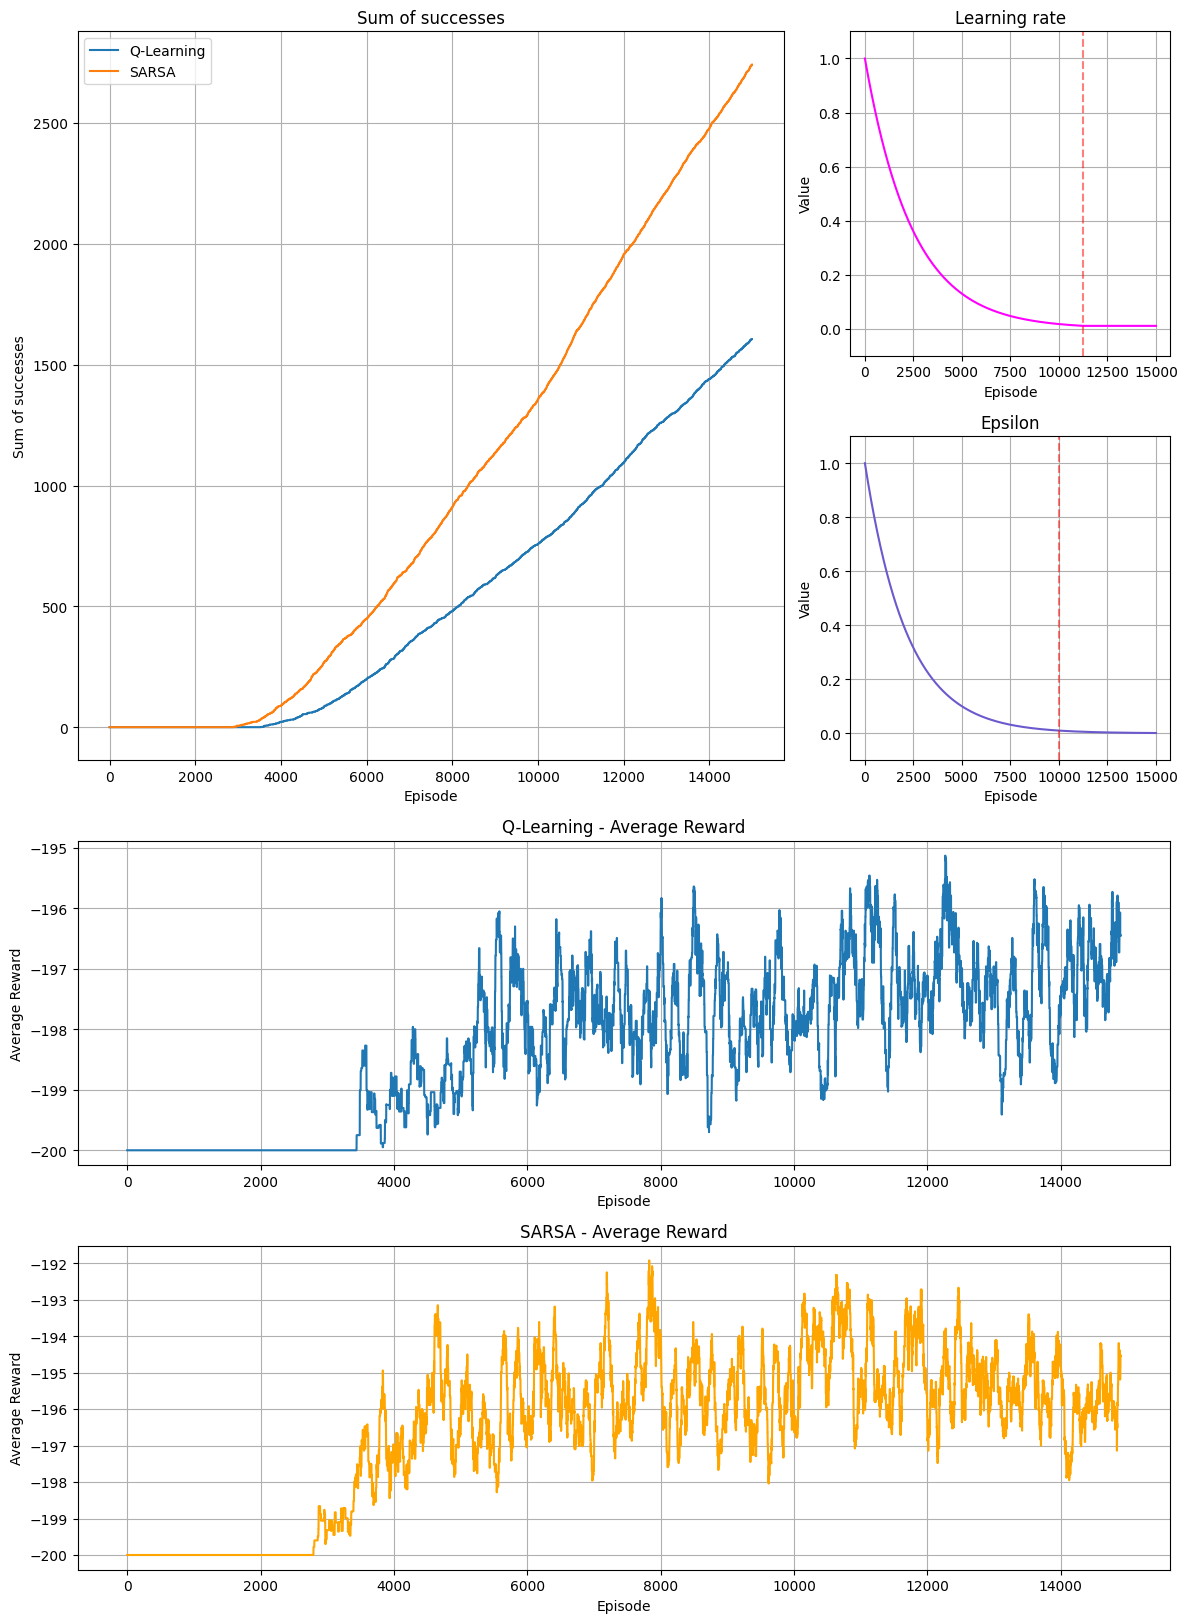 Sum of successes
Q-Learning
SARSA
2500
2000
1500
1000
500
0
Sum of successes
0 2000 4000 6000 8000 10000 12000 14000
Episode
Learning rate
1.0
0.8
0.6
0.4
0.2
0.0
Value
0 2500 5000 7500 10000 12500 15000
Episode
Epsilon
1.0
0.8
0.6
0.4
0.2
0.0
Value
0 2500 5000 7500 10000 12500 15000
Episode
Q-Learning - Average Reward
−195
−196
−197
−198
−199
−200
Average Reward
0 2000 4000 6000 8000 10000 12000 14000
Episode
SARSA - Average Reward
−192
−193
−194
−195
−196
−197
−198
−199
−200
Average Reward
0 2000 4000 6000 8000 10000 12000 14000
Episode